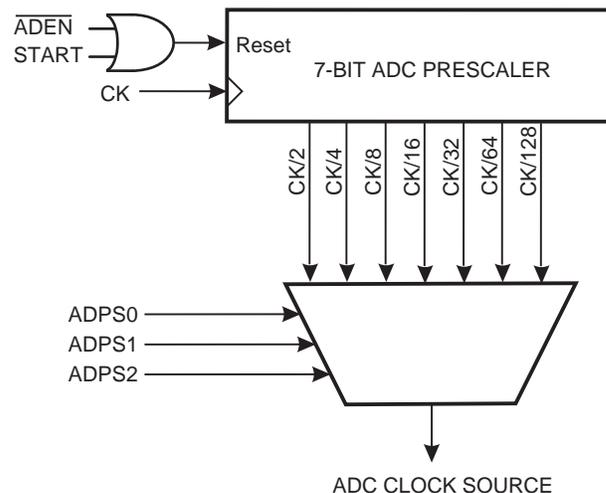 ADEN
START
Reset
7-BIT ADC PRESCALER
CK
CK/2
CK/4
CK/8
CK/16
CK/32
CK/64
CK/128
ADPS0
ADPS1
ADPS2
ADC CLOCK SOURCE